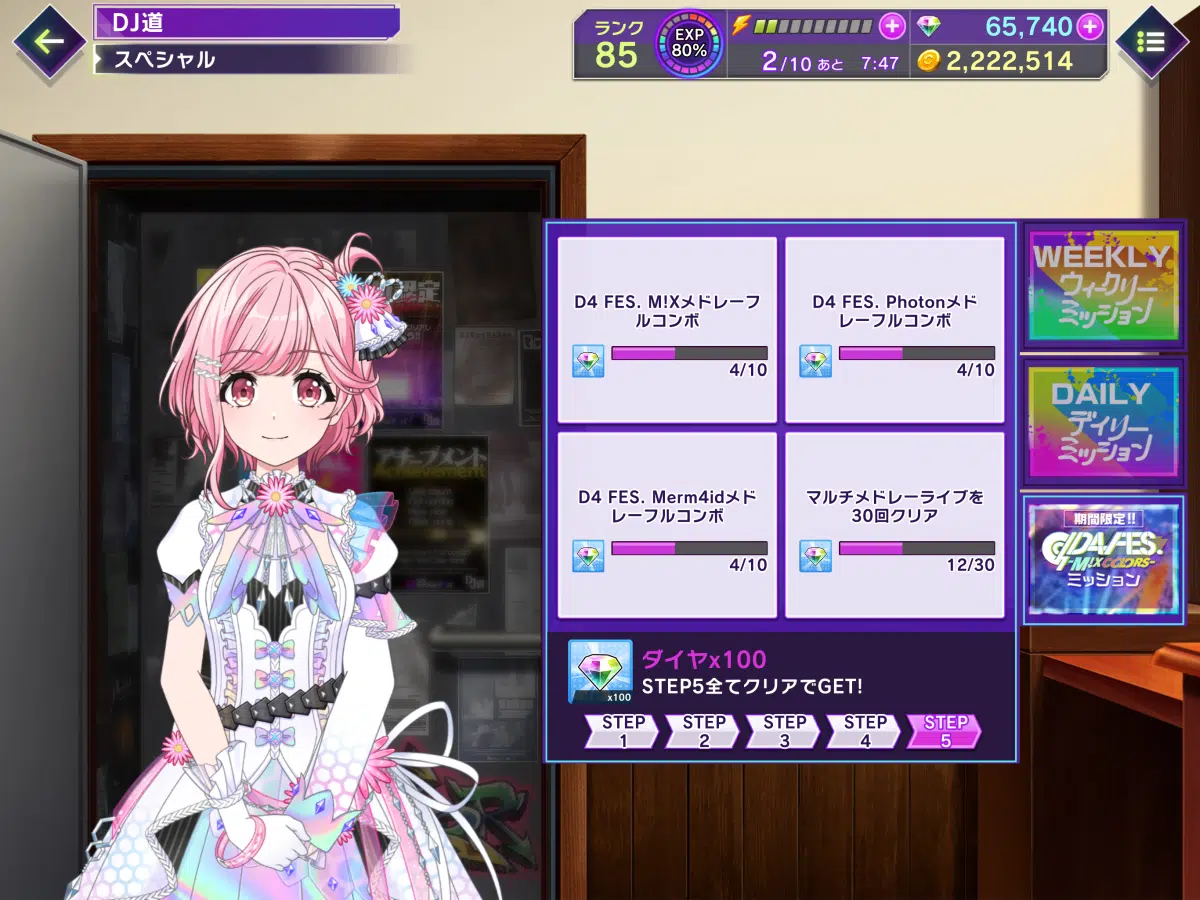 DJ道
スペシャル
ランク
85
EXP
80%
2/10 あと 7:47
65,740
2,222,514
D4 FES. M!Xメドレーフ
ルコンボ
4/10
D4 FES. Photonメド
レーフルコンボ
4/10
D4 FES. Merm4idメド
レーフルコンボ
4/10
マルチメドレーライブを
30回クリア
12/30
ダイヤx100
STEP5全てクリアでGET!
x100
STEP
1
STEP
2
STEP
3
STEP
4
STEP
5
WEEKLY
ウィークリー
ミッション
DAILY
デイリー
ミッション
期間限定!!
D4 FES.
-M!X COLORS-
ミッション
アチーブメント
Achievement